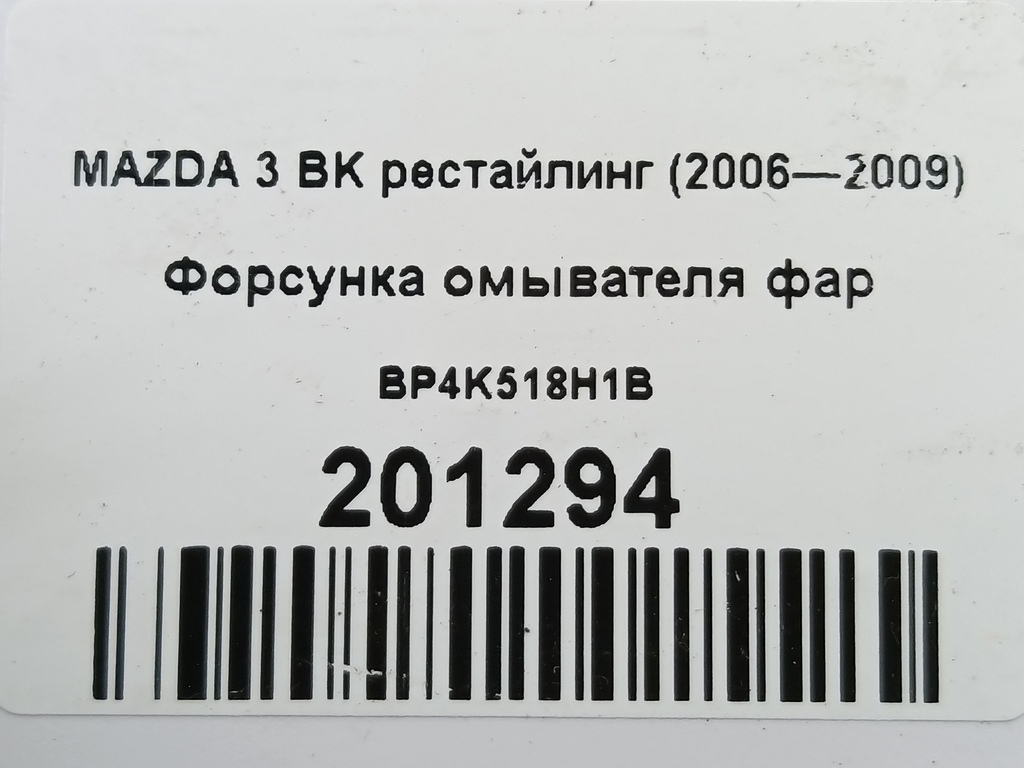 MAZDA 3 BK рестайлинг (2006—2009)
Форсунка омывателя фар
BP4K518H1B
201294